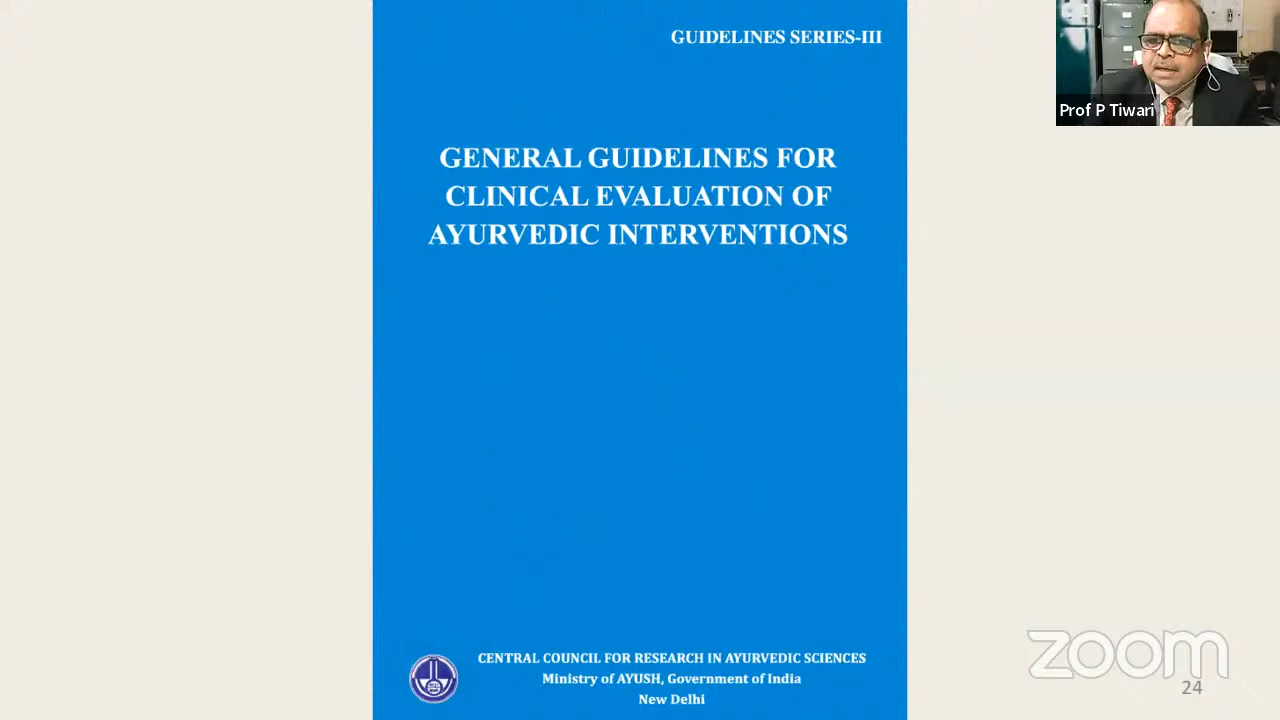 GUIDELINES SERIES-III
Prof P Tiwari
GENERAL GUIDELINES FOR
CLINICAL EVALUATION OF
AYURVEDIC INTERVENTIONS
CENTRAL COUNCIL FOR RESEARCH IN AYURVEDIC SCIENCES
Ministry of AYUSH, Government of India
New Delhi
zoom
24